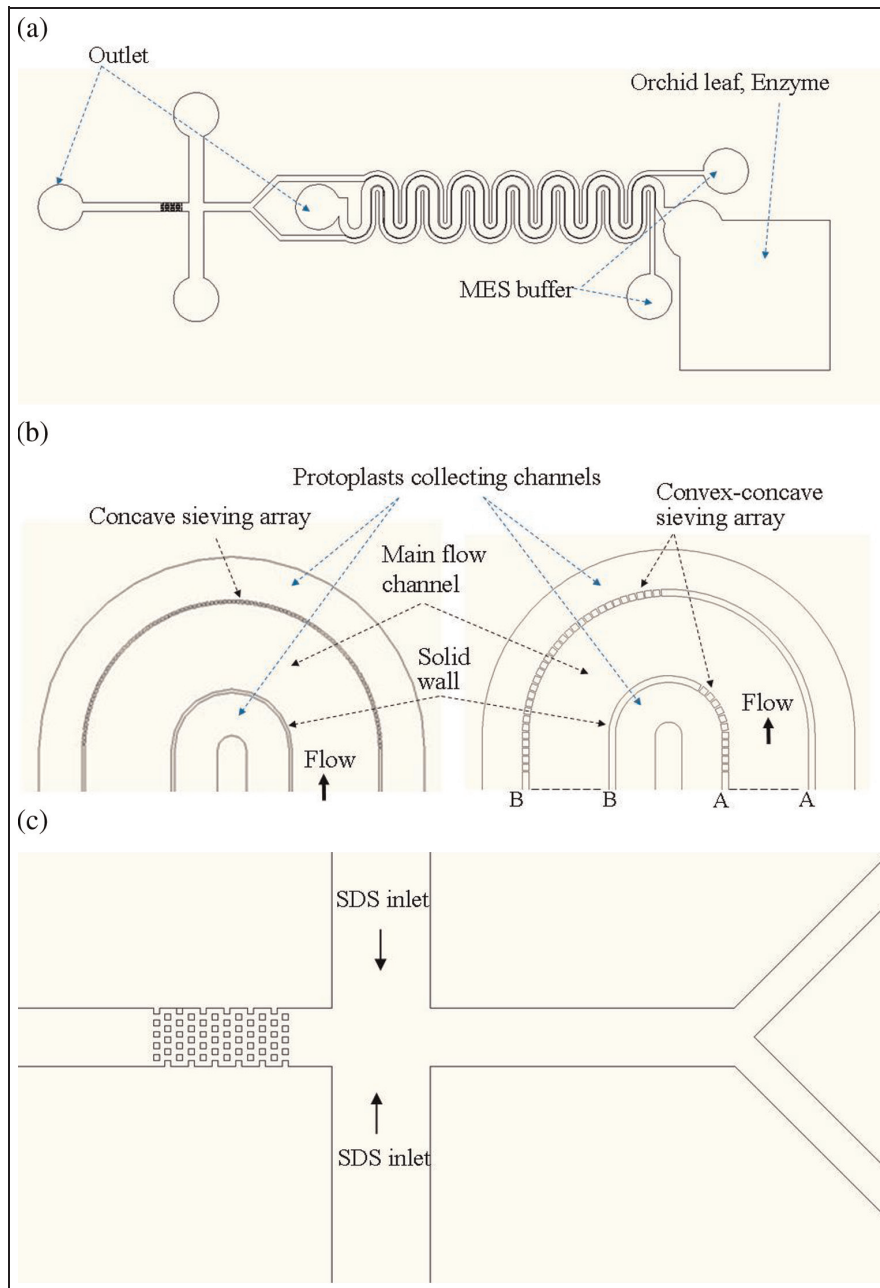 (a)
Outlet
Orchid leaf, Enzyme
MES buffer
(b)
Protoplasts collecting channels
Concave sieving array
Convex-concave
sieving array
Main flow
channel
Solid
wall
Flow
Flow
B
B
A
A
(c)
SDS inlet
SDS inlet